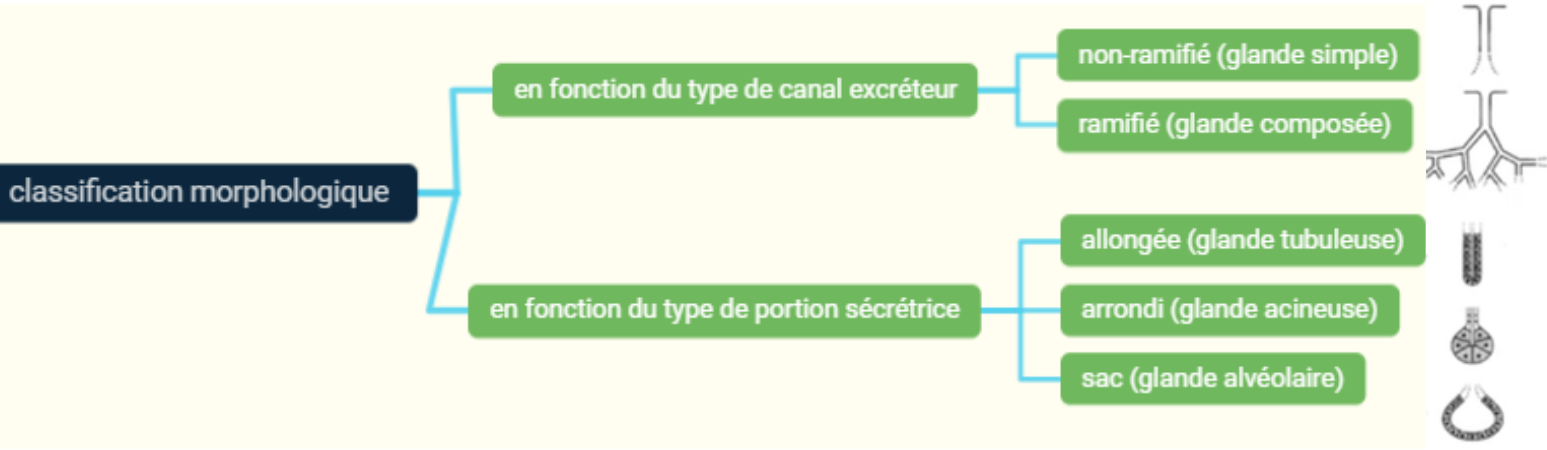 classification morphologique
en fonction du type de canal excréteur
non-ramifié (glande simple)
ramifié (glande composée)
en fonction du type de portion sécrétrice
allongée (glande tubuleuse)
arrondi (glande acineuse)
sac (glande alvéolaire)